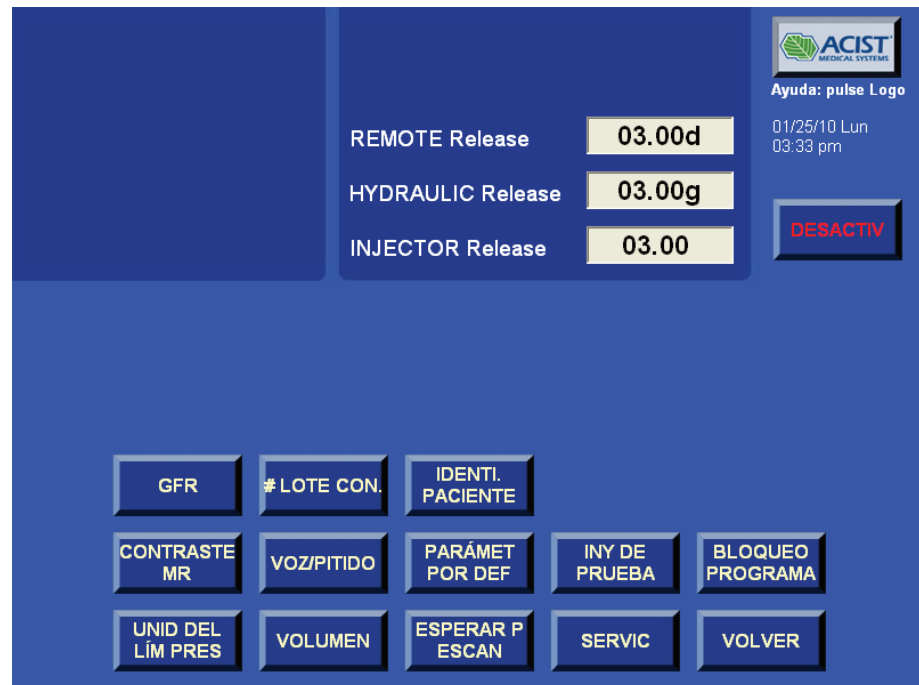 ACIST
MEDICAL SYSTEMS
Ayuda: pulse Logo
01/25/10 Lun
03:33 pm
REMOTE Release 03.00d
HYDRAULIC Release 03.00g
INJECTOR Release 03.00
DESACTIV
GFR
# LOTE CON.
IDENTI.
PACIENTE
CONTRASTE
MR
VOZ/PITIDO
PARÁMET
POR DEF
INY DE
PRUEBA
BLOQUEO
PROGRAMA
UNID DEL
LÍM PRES
VOLUMEN
ESPERAR P
ESCAN
SERVIC
VOLVER